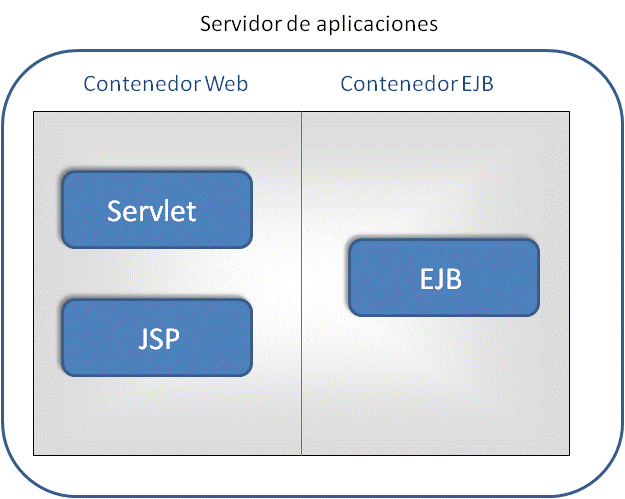 Servidor de aplicaciones
Contenedor Web
Contenedor EJB
Servlet
EJB
JSP